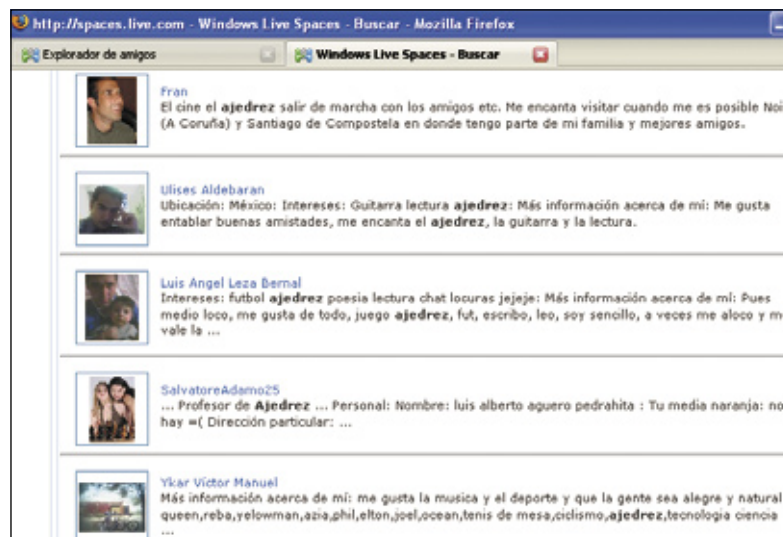 http://spaces.live.com - Windows Live Spaces - Buscar - Mozilla Firefox
Explorador de amigos
Windows Live Spaces - Buscar
Fran
El cine el ajedrez salir de marcha con los amigos etc. Me encanta visitar cuando me es posible Noi
(A Coruña) y Santiago de Compostela en donde tengo parte de mi familia y mejores amigos.
Ulises Aldebaran
Ubicación: México: Intereses: Guitarra lectura ajedrez: Más información acerca de mí: Me gusta
entablar buenas amistades, me encanta el ajedrez, la guitarra y la lectura.
Luis Angel Leza Bernal
Intereses: futbol ajedrez poesia lectura chat locuras jejeje: Más información acerca de mí: Pues
medio loco, me gusta de todo, juego ajedrez, fut, escribo, leo, soy sencillo, a veces me aloco y m
vale la ...
SalvatoreAdamo25
... Profesor de Ajedrez ... Personal: Nombre: luis alberto aguero pedrahita : Tu media naranja: no
hay =( Dirección particular: ...
Ykar Víctor Manuel
Más información acerca de mí: me gusta la musica y el deporte y que la gente sea alegre y natural
queen,reba,yelowman,azia,phil,elton,joel,ocean,tenis de mesa,ciclismo,ajedrez,tecnologia ciencia
...